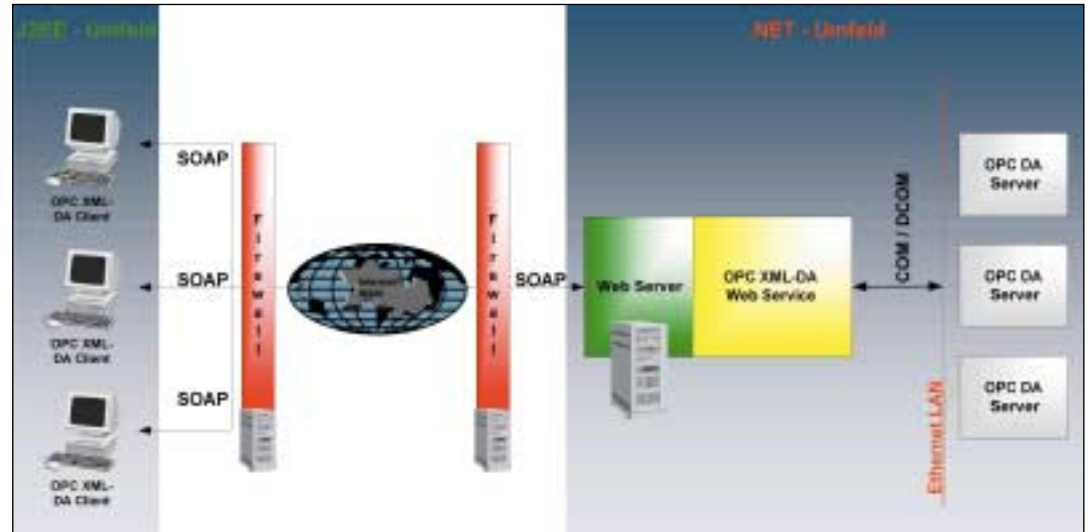 J2EE - Umfeld
.NET - Umfeld
SOAP
OPC XML-
DA Client
SOAP
OPC XML-
DA Client
SOAP
OPC XML-
DA Client
Firewall
Firewall
SOAP
Web Server
OPC XML-DA
Web Service
COM / DCOM
Ethernet LAN
OPC DA
Server
OPC DA
Server
OPC DA
Server